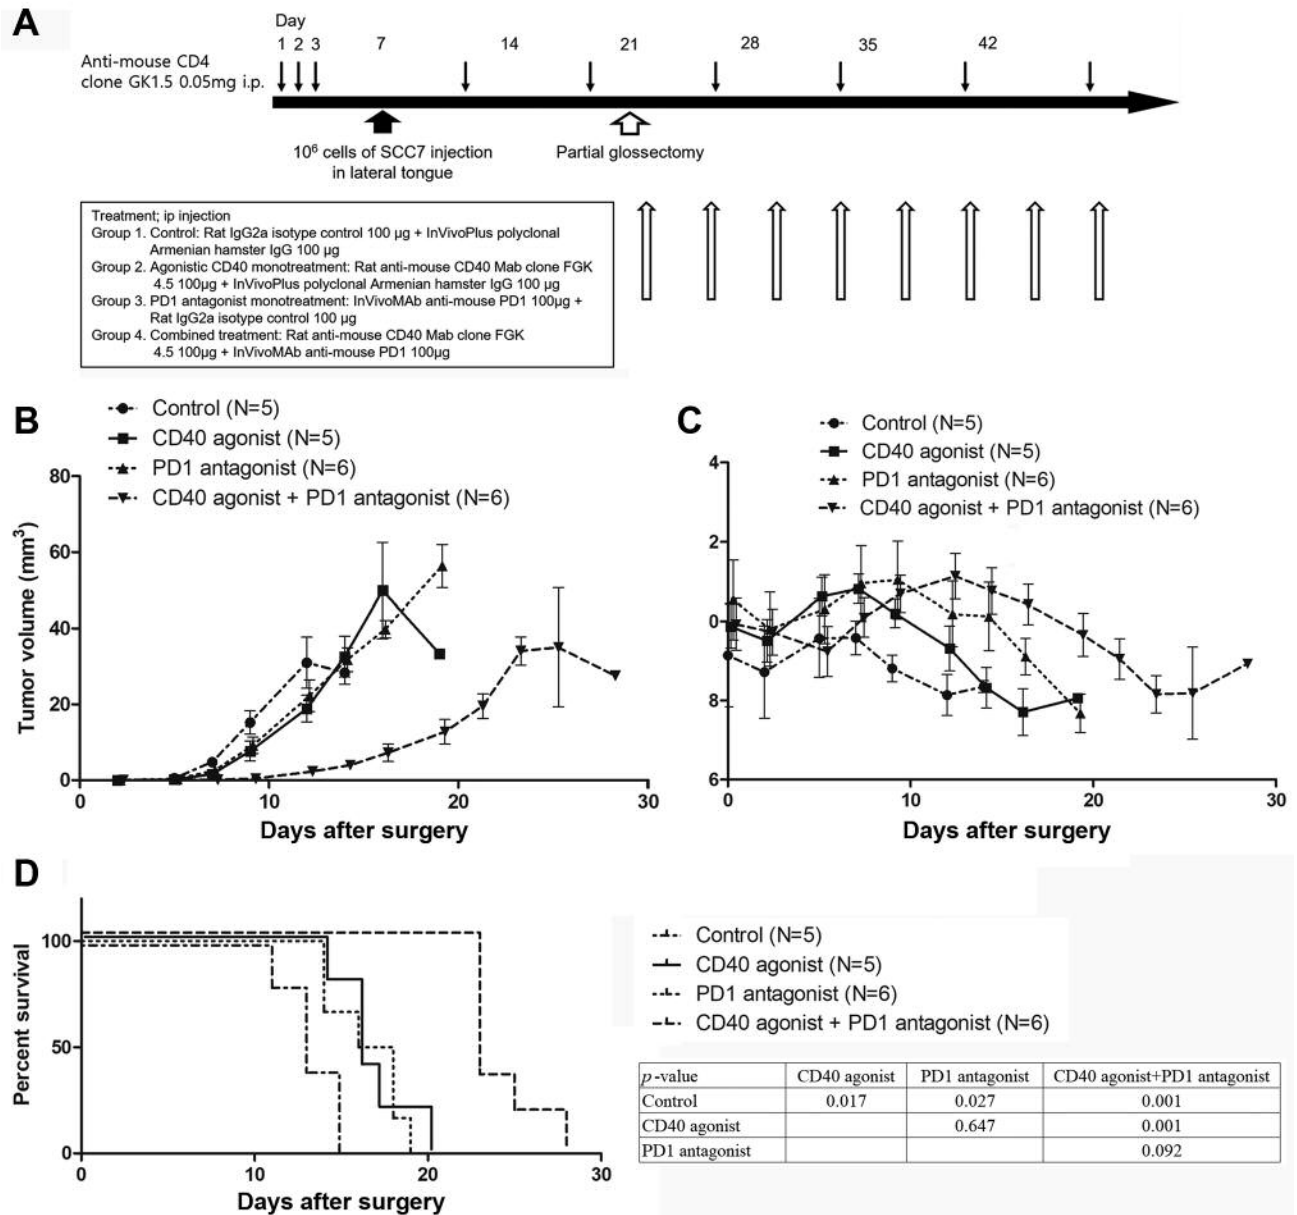 A
Day
1 2 3 7 14 21 28 35 42
Anti-mouse CD4
clone GK1.5 0.05mg i.p.
10⁶ cells of SCC7 injection
in lateral tongue
Partial glossectomy
Treatment; ip injection
Group 1. Control: Rat IgG2a isotype control 100 µg + InVivoPlus polyclonal
Armenian hamster IgG 100 µg
Group 2. Agonistic CD40 monotreatment: Rat anti-mouse CD40 Mab clone FGK
4.5 100µg + InVivoPlus polyclonal Armenian hamster IgG 100 µg
Group 3. PD1 antagonist monotreatment: InVivoMAb anti-mouse PD1 100µg +
Rat IgG2a isotype control 100 µg
Group 4. Combined treatment: Rat anti-mouse CD40 Mab clone FGK
4.5 100µg + InVivoMAb anti-mouse PD1 100µg
B
Control (N=5)
CD40 agonist (N=5)
PD1 antagonist (N=6)
CD40 agonist + PD1 antagonist (N=6)
Tumor volume (mm³)
80
60
40
20
0
0 10 20 30
Days after surgery
C
Control (N=5)
CD40 agonist (N=5)
PD1 antagonist (N=6)
CD40 agonist + PD1 antagonist (N=6)
4
2
0
8
6
0 10 20 30
Days after surgery
D
Percent survival
100
50
0
0 10 20 30
Days after surgery
Control (N=5)
CD40 agonist (N=5)
PD1 antagonist (N=6)
CD40 agonist + PD1 antagonist (N=6)
p-value CD40 agonist PD1 antagonist CD40 agonist+PD1 antagonist
Control 0.017 0.027 0.001
CD40 agonist 0.647 0.001
PD1 antagonist 0.092